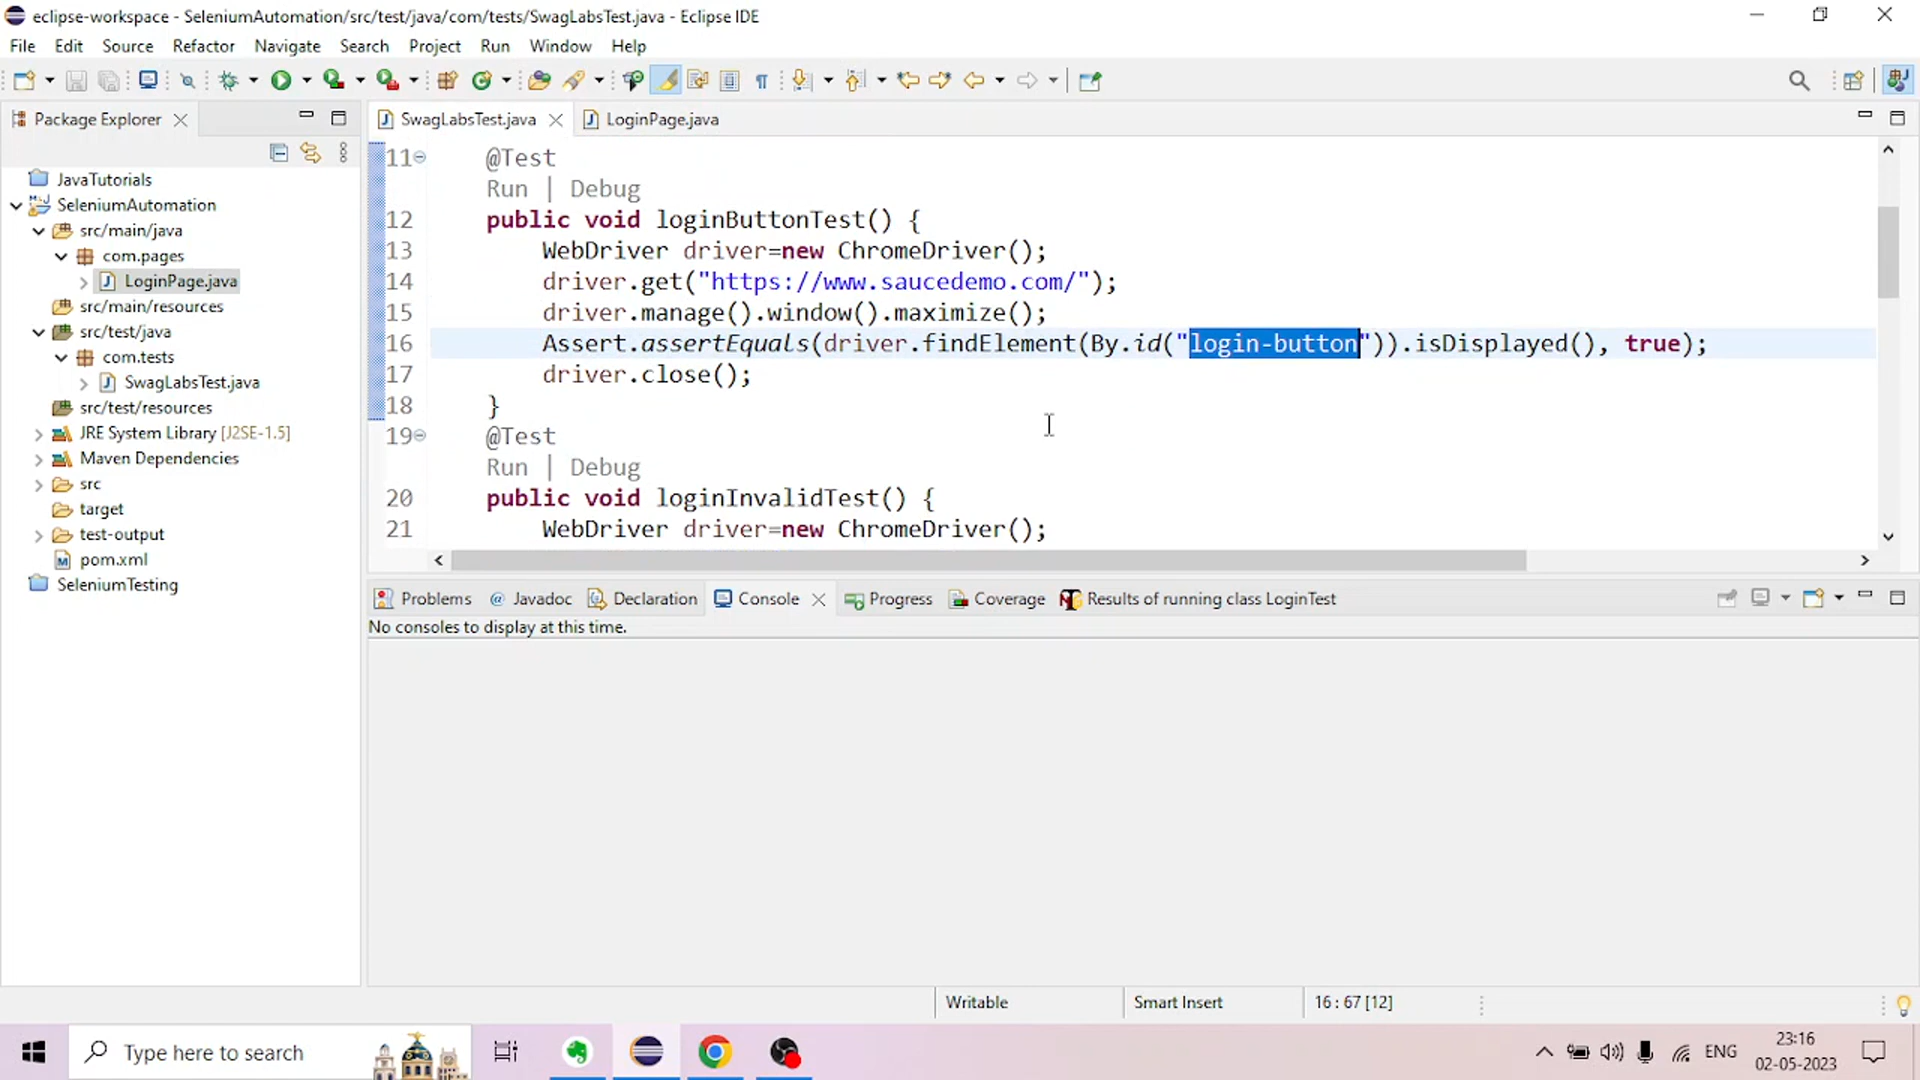 eclipse-workspace - SeleniumAutomation/src/test/java/com/tests/SwagLabsTest.java - Eclipse IDE
File Edit Source Refactor Navigate Search Project Run Window Help
Package Explorer
SwagLabsTest.java LoginPage.java
JavaTutorials
SeleniumAutomation
src/main/java
com.pages
LoginPage.java
src/main/resources
src/test/java
com.tests
SwagLabsTest.java
src/test/resources
JRE System Library [J2SE-1.5]
Maven Dependencies
src
target
test-output
pom.xml
SeleniumTesting
11 @Test
Run | Debug
12 public void loginButtonTest() {
13 WebDriver driver=new ChromeDriver();
14 driver.get("https://www.saucedemo.com/");
15 driver.manage().window().maximize();
16 Assert.assertEquals(driver.findElement(By.id("login-button")).isDisplayed(), true);
17 driver.close();
18 }
19 @Test
Run | Debug
20 public void loginInvalidTest() {
21 WebDriver driver=new ChromeDriver();
Problems @ Javadoc Declaration Console Progress Coverage Results of running class LoginTest
No consoles to display at this time.
Writable Smart Insert 16 : 67 [12]
Type here to search
ENG
23:16
02-05-2023